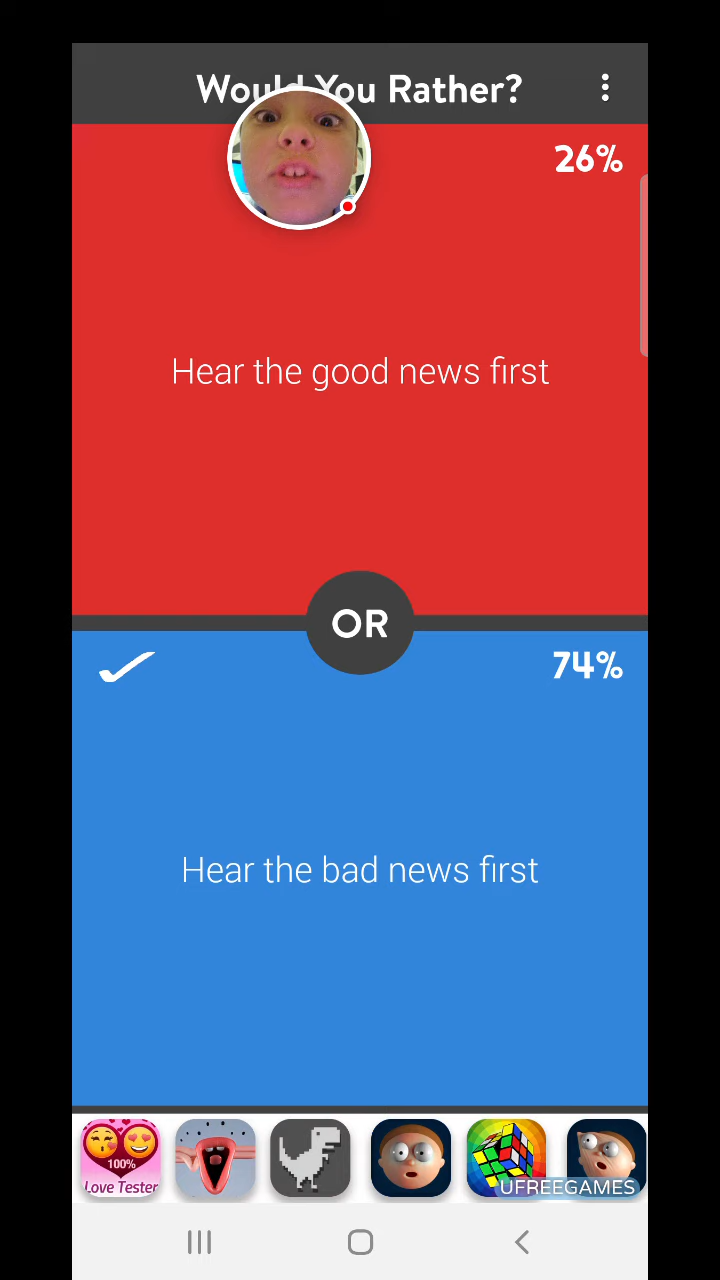 Would You Rather?
26%
Hear the good news first
OR
74%
Hear the bad news first
100%
Love Tester
UFREEGAMES